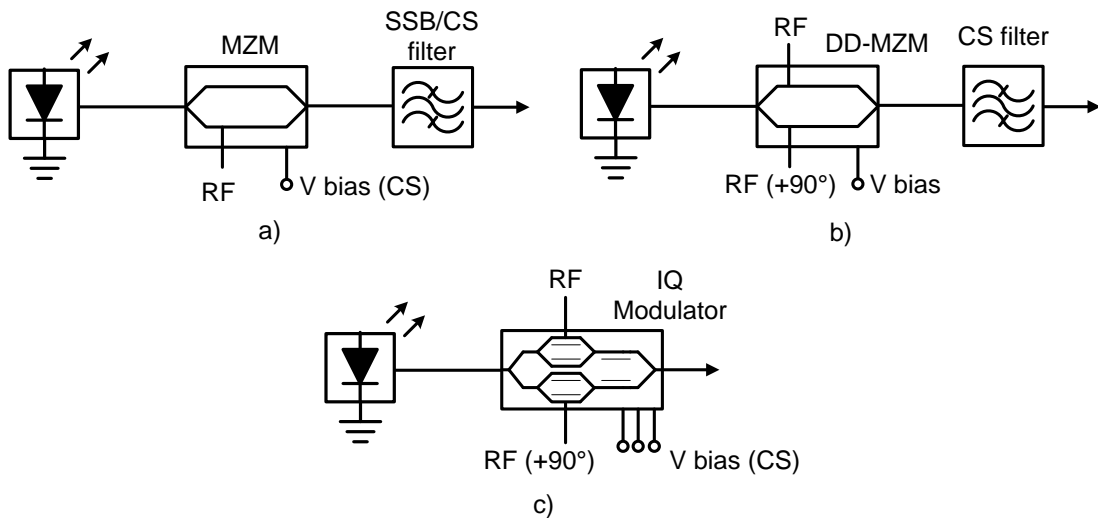 MZM
SSB/CS
filter
RF
V bias (CS)
a)
RF
DD-MZM
CS filter
RF (+90°)
V bias
b)
RF
IQ
Modulator
RF (+90°)
V bias (CS)
c)